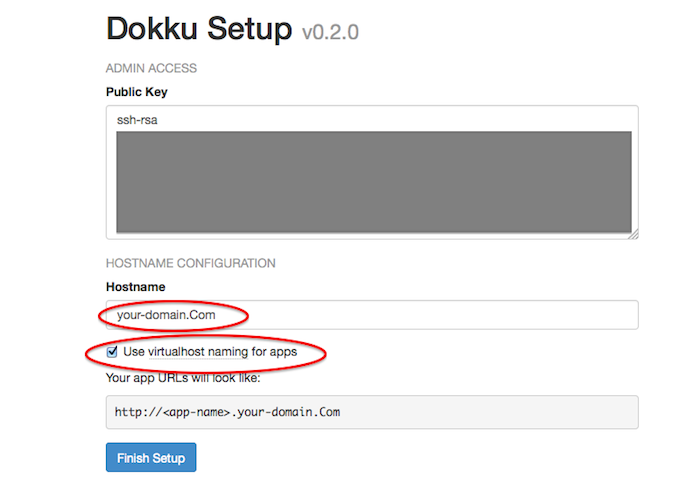 Dokku Setup v0.2.0
ADMIN ACCESS
Public Key
ssh-rsa
HOSTNAME CONFIGURATION
Hostname
your-domain.Com
Use virtualhost naming for apps
Your app URLs will look like:
http://<app-name>.your-domain.Com
Finish Setup